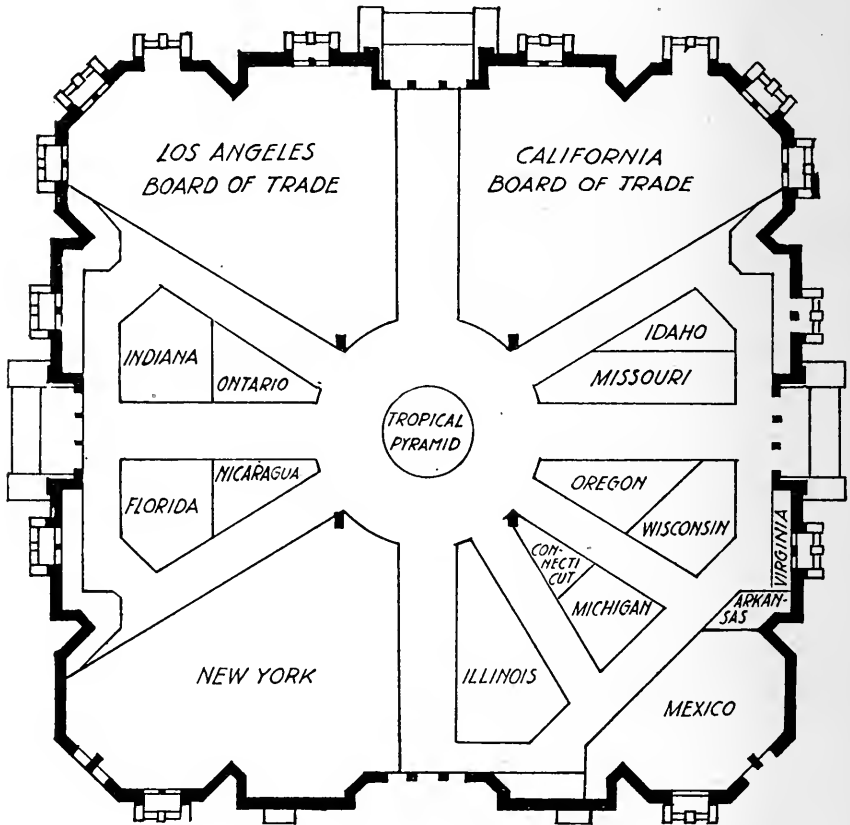 LOS ANGELES
BOARD OF TRADE
CALIFORNIA
BOARD OF TRADE
INDIANA
ONTARIO
IDAHO
MISSOURI
TROPICAL
PYRAMID
NICARAGUA
FLORIDA
OREGON
WISCONSIN
VIRGINIA
CON-
NECTI
CUT
MICHIGAN
ARKAN-
SAS
NEW YORK
ILLINOIS
MEXICO